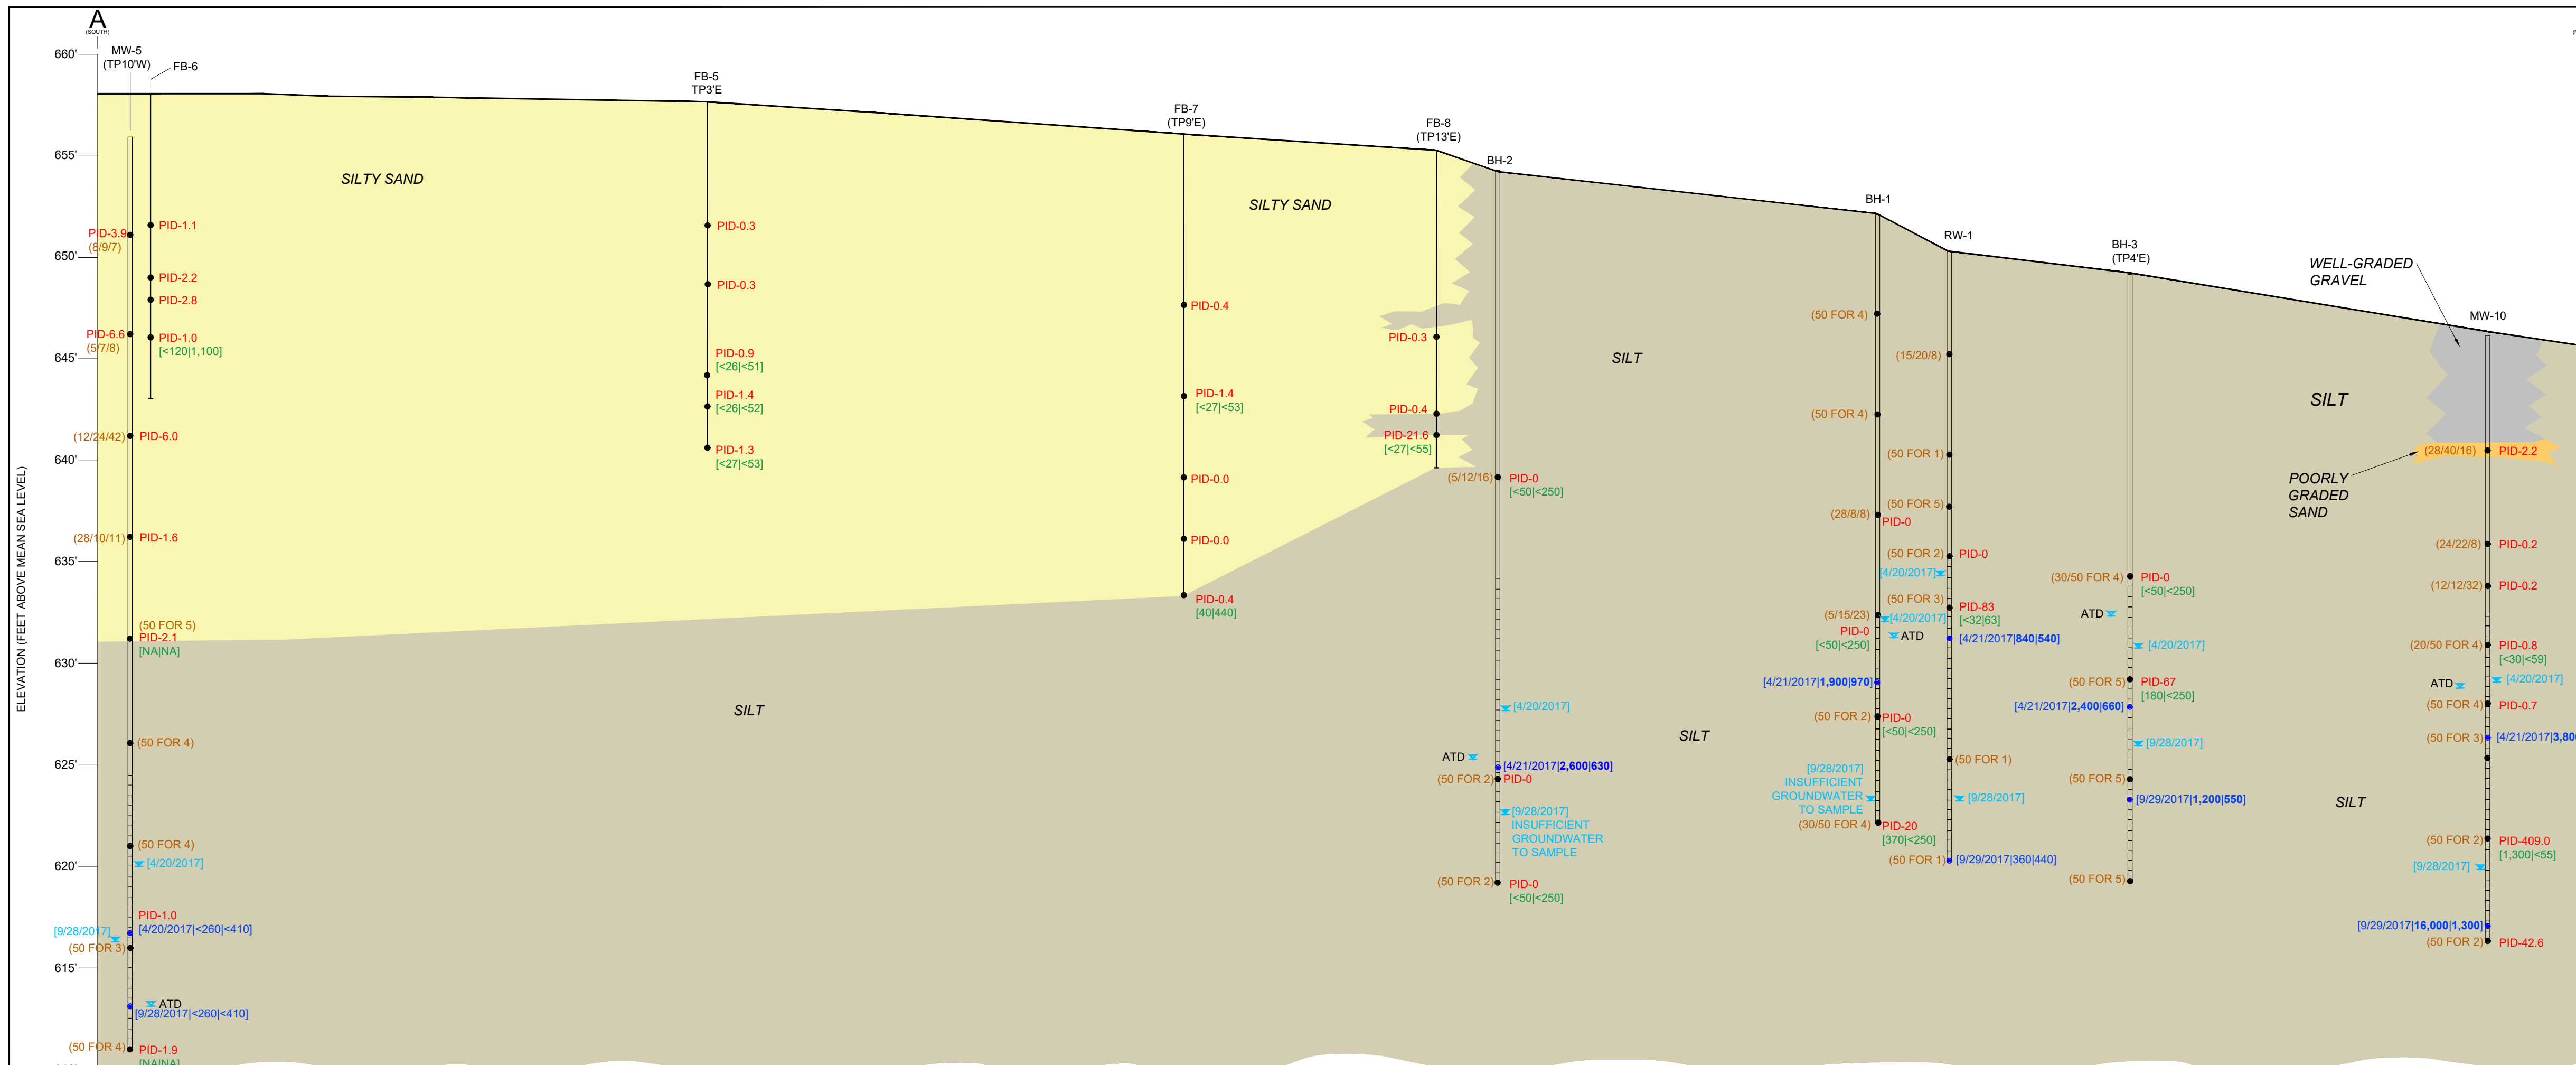 A
(SOUTH)
660'
655'
650'
645'
640'
635'
630'
625'
620'
615'
ELEVATION (FEET ABOVE MEAN SEA LEVEL)
MW-5
(TP10'W)
PID-3.9
(8/9/7)
PID-6.6
(5/7/8)
(12/24/42)
PID-6.0
(28/10/11)
PID-1.6
(50 FOR 5)
PID-2.1
[NA|NA]
(50 FOR 4)
(50 FOR 4)
[4/20/2017]
PID-1.0
[4/20/2017|<260|<410]
[9/28/2017]
(50 FOR 3)
ATD
[9/28/2017|<260|<410]
(50 FOR 4)
PID-1.9
[NA|NA]
FB-6
PID-1.1
PID-2.2
PID-2.8
PID-1.0
[<120|1,100]
SILTY SAND
FB-5
TP3'E
PID-0.3
PID-0.3
PID-0.9
[<26|<51]
PID-1.4
[<26|<52]
PID-1.3
[<27|<53]
SILT
FB-7
(TP9'E)
PID-0.4
PID-1.4
[<27|<53]
PID-0.0
PID-0.0
PID-0.4
[40|440]
SILTY SAND
FB-8
(TP13'E)
PID-0.3
PID-0.4
PID-21.6
[<27|<55]
BH-2
(5/12/16)
PID-0
[<50|<250]
[4/20/2017]
ATD
[4/21/2017|2,600|630]
(50 FOR 2)
PID-0
[9/28/2017]
INSUFFICIENT
GROUNDWATER
TO SAMPLE
(50 FOR 2)
PID-0
[<50|<250]
SILT
SILT
BH-1
(50 FOR 4)
(50 FOR 4)
(28/8/8)
PID-0
(5/15/23)
[4/20/2017]
PID-0
[<50|<250]
ATD
[4/21/2017|1,900|970]
(50 FOR 2)
PID-0
[<50|<250]
[9/28/2017]
INSUFFICIENT
GROUNDWATER
TO SAMPLE
(30/50 FOR 4)
PID-20
[370|<250]
RW-1
(15/20/8)
(50 FOR 1)
(50 FOR 5)
(50 FOR 2)
PID-0
[4/20/2017]
(50 FOR 3)
PID-83
[<32|63]
[4/21/2017|840|540]
(50 FOR 1)
[9/28/2017]
(50 FOR 1)
[9/29/2017|360|440]
BH-3
(TP4'E)
(30/50 FOR 4)
PID-0
[<50|<250]
ATD
[4/20/2017]
(50 FOR 5)
PID-67
[180|<250]
[4/21/2017|2,400|660]
[9/28/2017]
(50 FOR 5)
[9/29/2017|1,200|550]
(50 FOR 5)
WELL-GRADED
GRAVEL
SILT
POORLY
GRADED
SAND
SILT
MW-10
(28/40/16)
PID-2.2
(24/22/8)
PID-0.2
(12/12/32)
PID-0.2
(20/50 FOR 4)
PID-0.8
[<30|<59]
[4/20/2017]
ATD
(50 FOR 4)
PID-0.7
(50 FOR 3)
[4/21/2017|3,80
(50 FOR 2)
PID-409.0
[1,300|<55]
[9/28/2017]
[9/29/2017|16,000|1,300]
(50 FOR 2)
PID-42.6